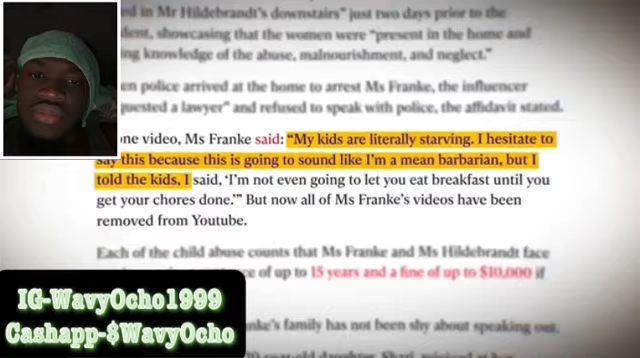 ed in Mr Hildebrandt's downstairs" just two days prior to the
dent, showcasing that the women were "present in the home and
ng knowledge of the abuse, malnourishment, and neglect."
en police arrived at the home to arrest Ms Franke, the influencer
uested a lawyer" and refused to speak with police, the affidavit stated.
one video, Ms Franke said: "My kids are literally starving. I hesitate to
say this because this is going to sound like I'm a mean barbarian, but I
told the kids, I said, 'I'm not even going to let you eat breakfast until you
get your chores done.'" But now all of Ms Franke's videos have been
removed from Youtube.
Each of the child abuse counts that Ms Franke and Ms Hildebrandt face
ce of up to 15 years and a fine of up to $10,000 if
IG-WavyOcho1999
Cashapp-$WavyOcho
nke's family has not been shy about speaking out.